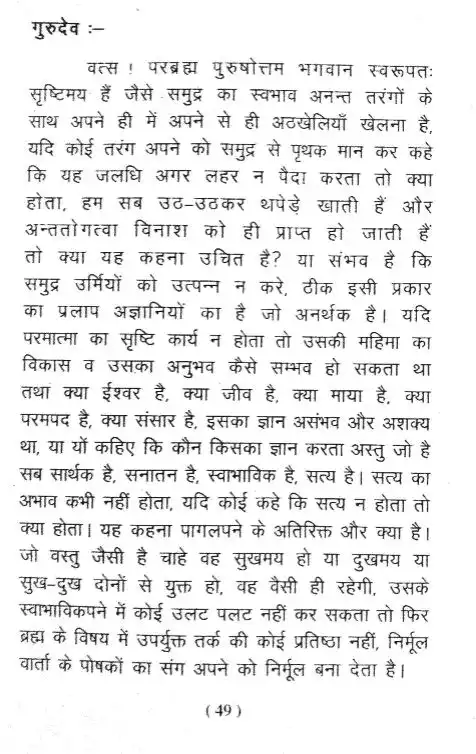 गुरुदेव :–
वत्स ! परब्रह्म पुरुषोत्तम भगवान स्वरूपतः
सृष्टिमय हैं जैसे समुद्र का स्वभाव अनन्त तरंगों के
साथ अपने ही में अपने से ही अठखेलियाँ खेलना है,
यदि कोई तरंग अपने को समुद्र से पृथक मान कर कहे
कि यह जलधि अगर लहर न पैदा करता तो क्या
होता, हम सब उठ-उठकर थपेड़े खाती हैं और
अन्ततोगत्वा विनाश को ही प्राप्त हो जाती हैं
तो क्या यह कहना उचित है? या संभव है कि
समुद्र उर्मियों को उत्पन्न न करे, ठीक इसी प्रकार
का प्रलाप अज्ञानियों का है जो अनर्थक है। यदि
परमात्मा का सृष्टि कार्य न होता तो उसकी महिमा का
विकास व उसका अनुभव कैसे सम्भव हो सकता था
तथा क्या ईश्वर है, क्या जीव है, क्या माया है, क्या
परमपद है, क्या संसार है, इसका ज्ञान असंभव और अशक्य
था, या यों कहिए कि कौन किसका ज्ञान करता अस्तु जो है
सब सार्थक है, सनातन है, स्वाभाविक है, सत्य है। सत्य का
अभाव कभी नहीं होता, यदि कोई कहे कि सत्य न होता तो
क्या होता। यह कहना पागलपने के अतिरिक्त और क्या है।
जो वस्तु जैसी है चाहे वह सुखमय हो या दुखमय या
सुख-दुख दोनों से युक्त हो, वह वैसी ही रहेगी, उसके
स्वाभाविकपने में कोई उलट पलट नहीं कर सकता तो फिर
ब्रह्म के विषय में उपर्युक्त तर्क की कोई प्रतिष्ठा नहीं, निर्मूल
वार्ता के पोषकों का संग अपने को निर्मूल बना देता है।
(49)